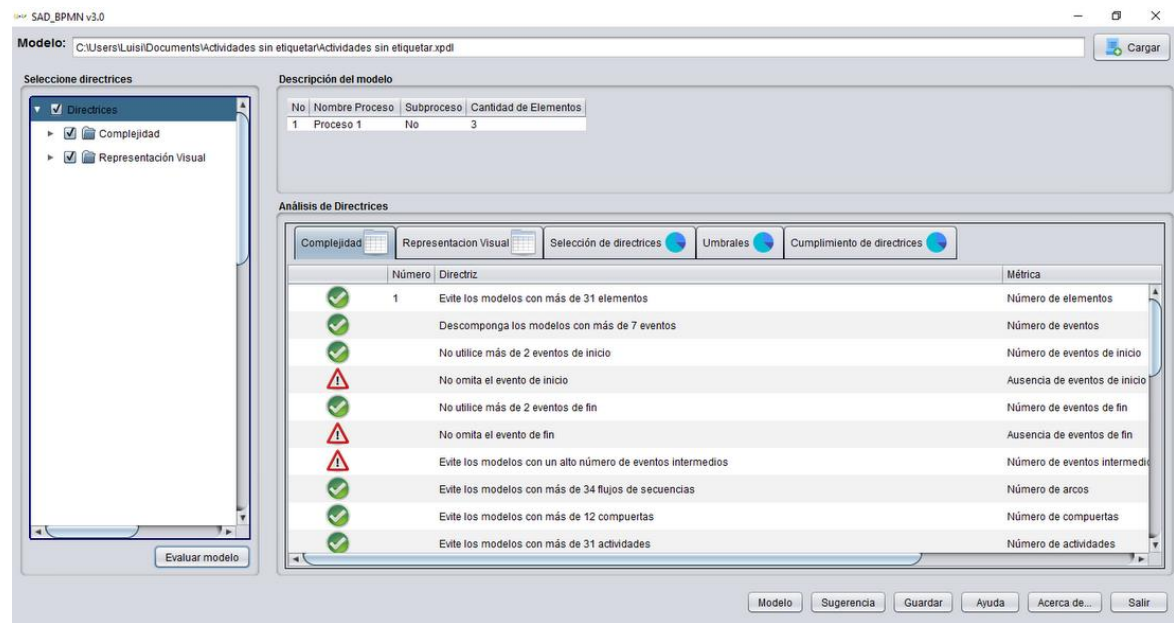 SAD_BPMN v3.0
Modelo: C:\Users\Luisi\Documents\Actividades sin etiquetar\Actividades sin etiquetar.xpdl Cargar
Seleccione directrices
Directrices
Complejidad
Representación Visual
Evaluar modelo
Descripción del modelo
No Nombre Proceso Subproceso Cantidad de Elementos
1 Proceso 1 No 3
Análisis de Directrices
Complejidad Representacion Visual Selección de directrices Umbrales Cumplimiento de directrices
Número Directriz Métrica
1 Evite los modelos con más de 31 elementos Número de elementos
Descomponga los modelos con más de 7 eventos Número de eventos
No utilice más de 2 eventos de inicio Número de eventos de inicio
No omita el evento de inicio Ausencia de eventos de inicio
No utilice más de 2 eventos de fin Número de eventos de fin
No omita el evento de fin Ausencia de eventos de fin
Evite los modelos con un alto número de eventos intermedios Número de eventos intermedic
Evite los modelos con más de 34 flujos de secuencias Número de arcos
Evite los modelos con más de 12 compuertas Número de compuertas
Evite los modelos con más de 31 actividades Número de actividades
Modelo Sugerencia Guardar Ayuda Acerca de... Salir